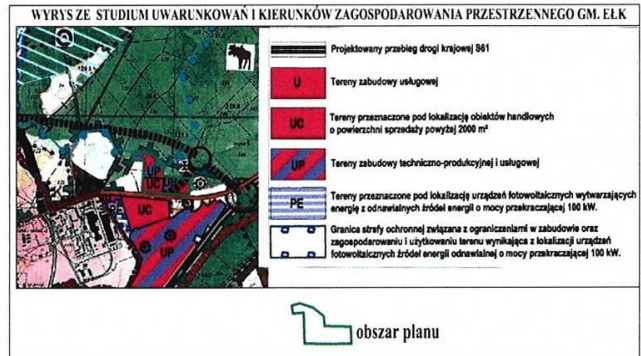 WYRYS ZE STUDIUM UWARUNKOWAŃ I KIERUNKÓW ZAGOSPODAROWANIA PRZESTRZENNEGO GM. EŁK
Projektowany przebieg drogi krajowej S61
U
Tereny zabudowy usługowej
UC
Tereny przeznaczone pod lokalizację obiektów handlowych
o powierzchni sprzedaży powyżej 2000 m²
UP
Tereny zabudowy techniczno-produkcyjnej i usługowej
PE
Tereny przeznaczone pod lokalizację urządzeń fotowoltaicznych wytwarzających
energię z odnawialnych źródeł energii o mocy przekraczającej 100 kW.
Granica strefy ochronnej związana z ograniczeniami w zabudowie oraz
zagospodarowaniu i użytkowaniu terenu wynikająca z lokalizacji urządzeń
fotowoltaicznych źródeł energii odnawialnej o mocy przekraczającej 100 kW.
UP
UC
UC
UP
UP
obszar planu